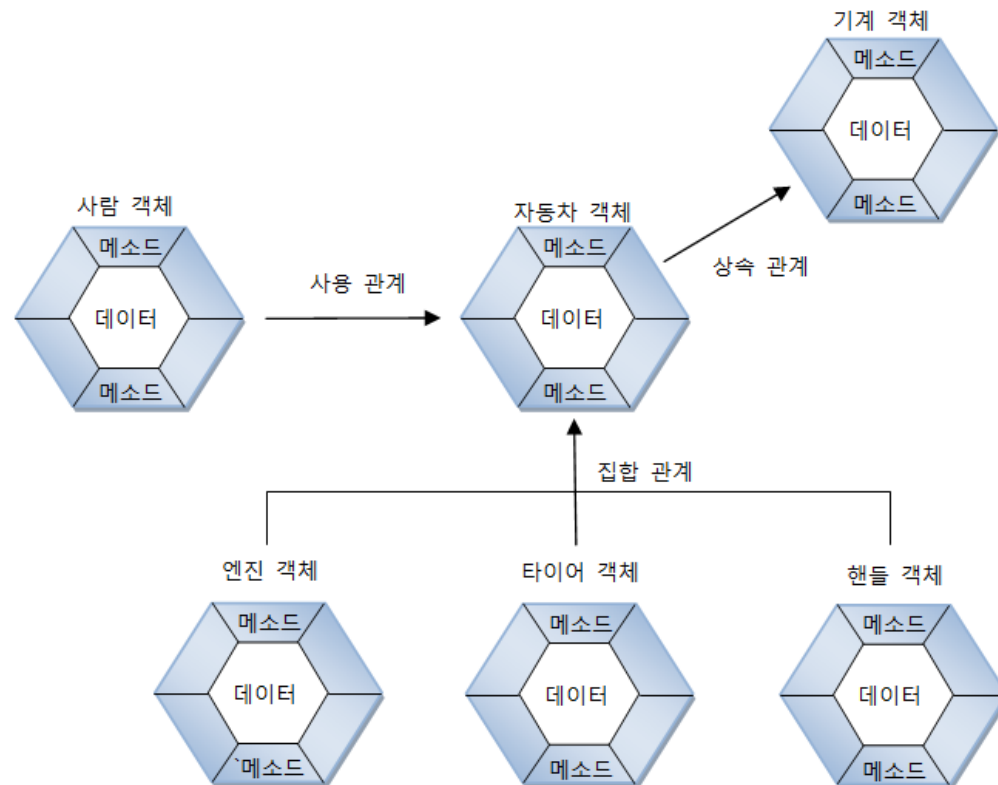 기계 객체
메소드
데이터
메소드
사람 객체
메소드
데이터
메소드
사용 관계
자동차 객체
메소드
데이터
메소드
상속 관계
집합 관계
엔진 객체
메소드
데이터
`메소드
타이어 객체
메소드
데이터
메소드
핸들 객체
메소드
데이터
메소드